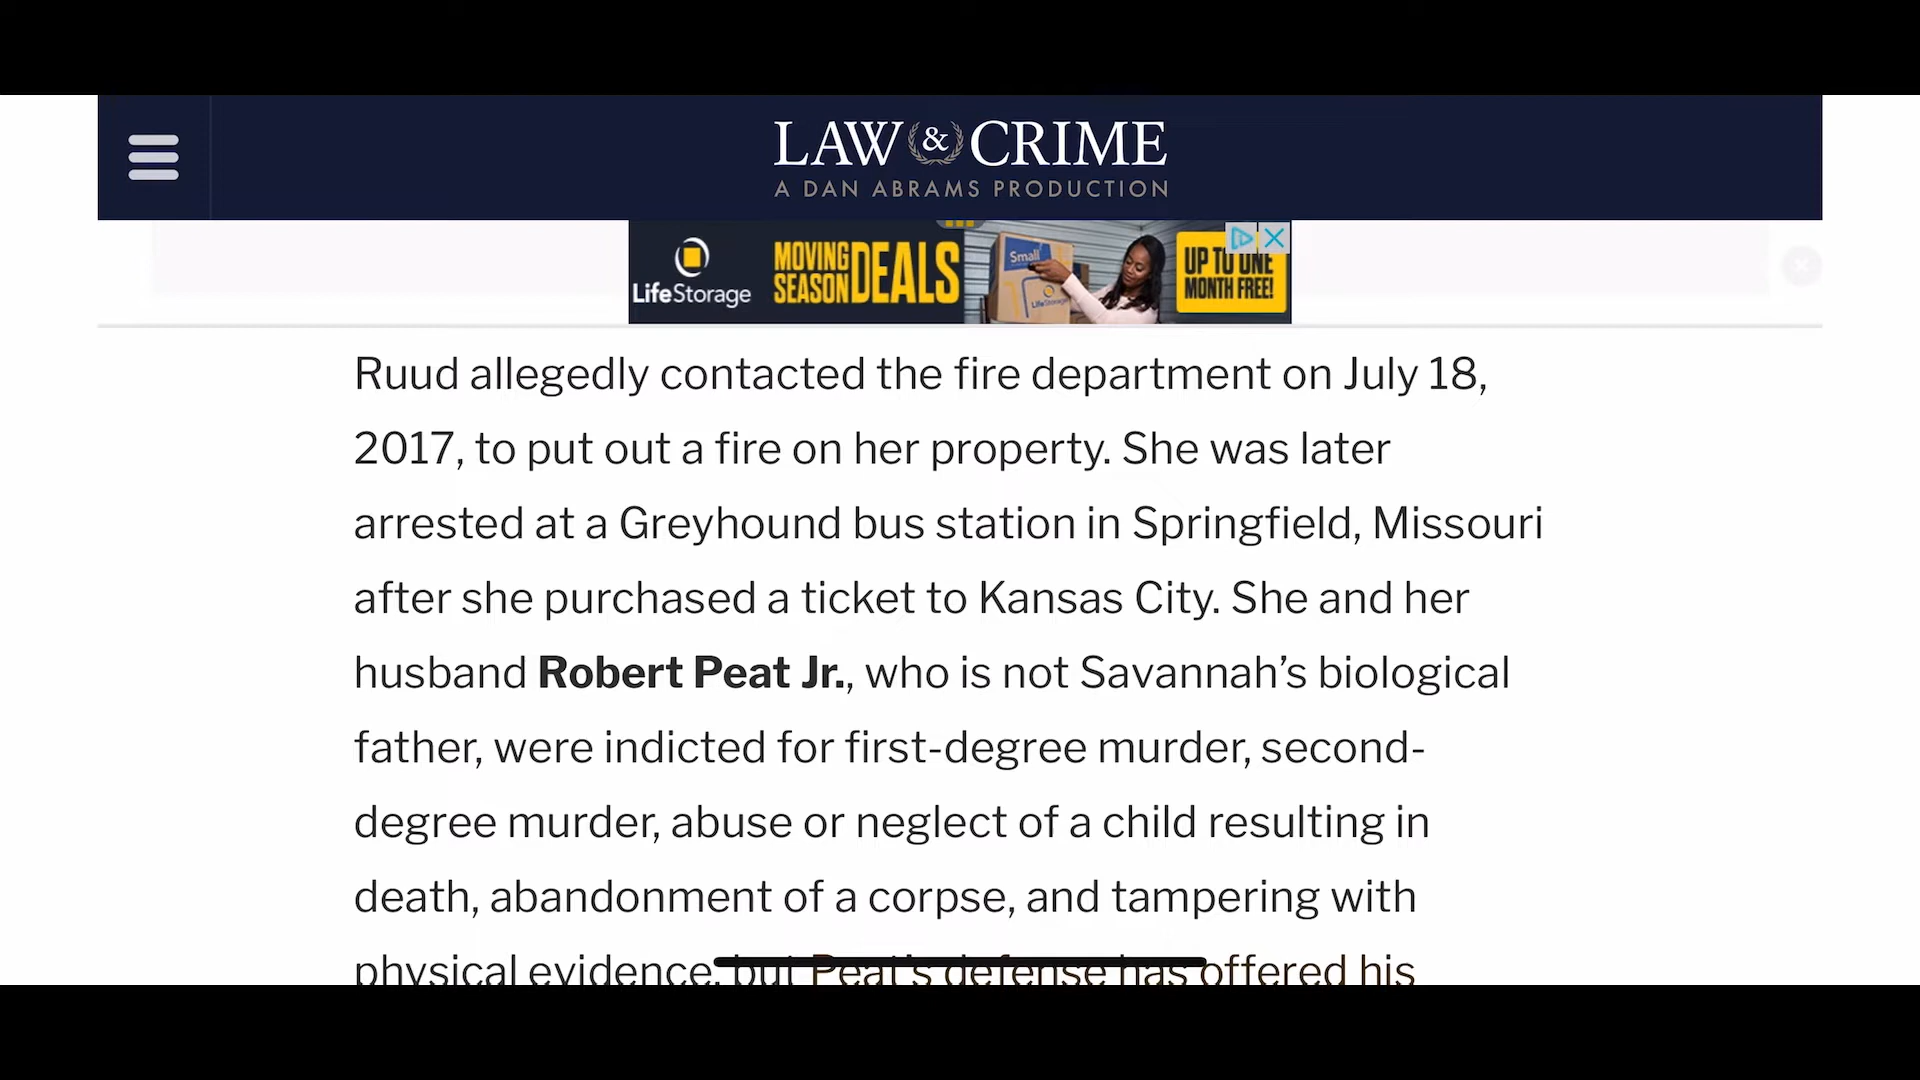 LAW & CRIME
A DAN ABRAMS PRODUCTION
LifeStorage
MOVING SEASON DEALS
Small
LifeStorage
UP TO ONE MONTH FREE!
Ruud allegedly contacted the fire department on July 18,
2017, to put out a fire on her property. She was later
arrested at a Greyhound bus station in Springfield, Missouri
after she purchased a ticket to Kansas City. She and her
husband Robert Peat Jr., who is not Savannah’s biological
father, were indicted for first-degree murder, second-
degree murder, abuse or neglect of a child resulting in
death, abandonment of a corpse, and tampering with
physical evidence, but Peat’s defense has offered his